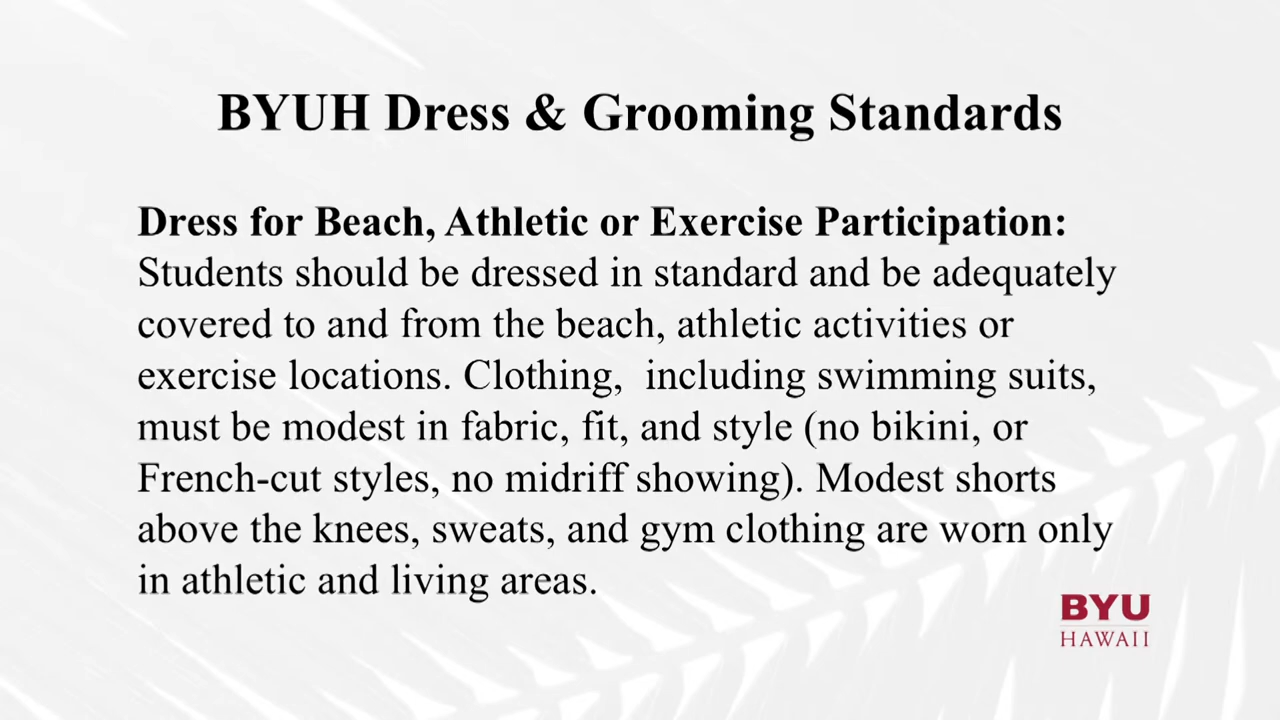 BYUH Dress & Grooming Standards
Dress for Beach, Athletic or Exercise Participation:
Students should be dressed in standard and be adequately
covered to and from the beach, athletic activities or
exercise locations. Clothing,  including swimming suits,
must be modest in fabric, fit, and style (no bikini, or
French-cut styles, no midriff showing). Modest shorts
above the knees, sweats, and gym clothing are worn only
in athletic and living areas.
BYU
HAWAII